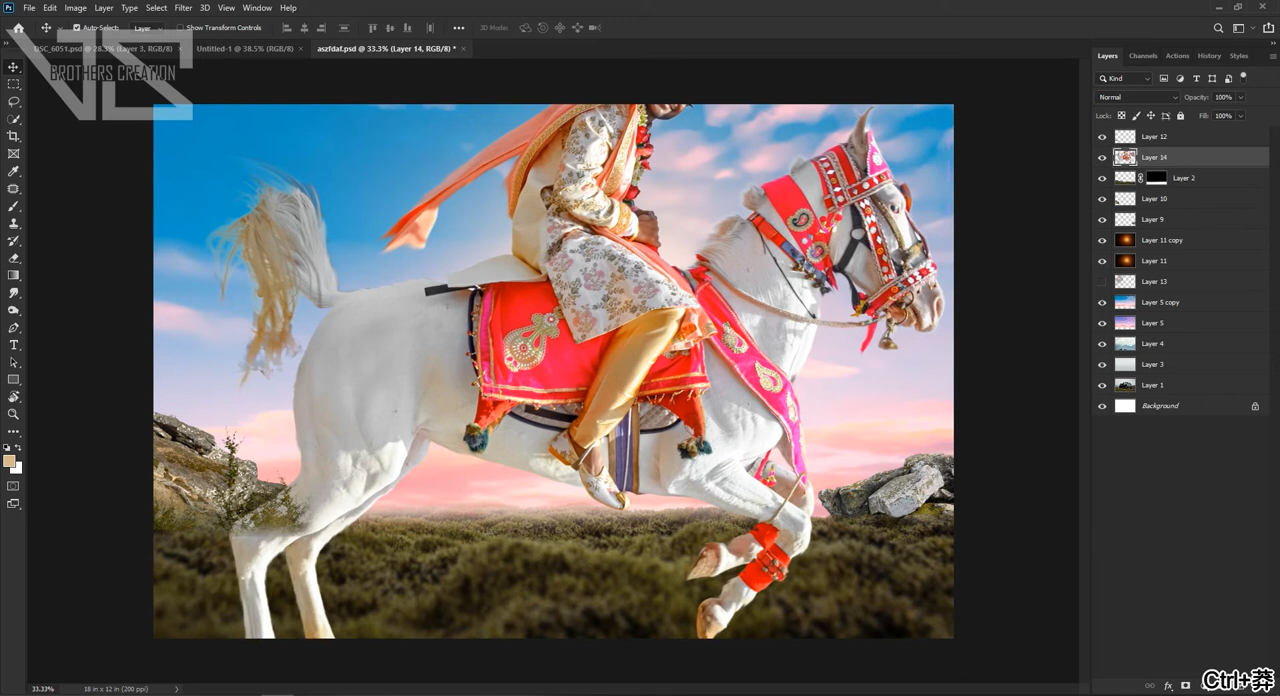 File Edit Image Layer Type Select Filter 3D View Window Help
Auto-Select: Layer Show Transform Controls 3D Mode:
DSC_6051.psd @ 28.3% (Layer 3, RGB/8) Untitled-1 @ 38.5% (RGB/8) × aszfdaf.psd @ 33.3% (Layer 14, RGB/8) * ×
BROTHERS CREATION
Layers Channels Actions History Styles
Kind
Normal Opacity: 100%
Lock: Fill: 100%
Layer 12
Layer 14
Layer 2
Layer 10
Layer 9
Layer 11 copy
Layer 11
Layer 13
Layer 5 copy
Layer 5
Layer 4
Layer 3
Layer 1
Background
33.33% 18 in x 12 in (200 ppi)
Ctrl+莽